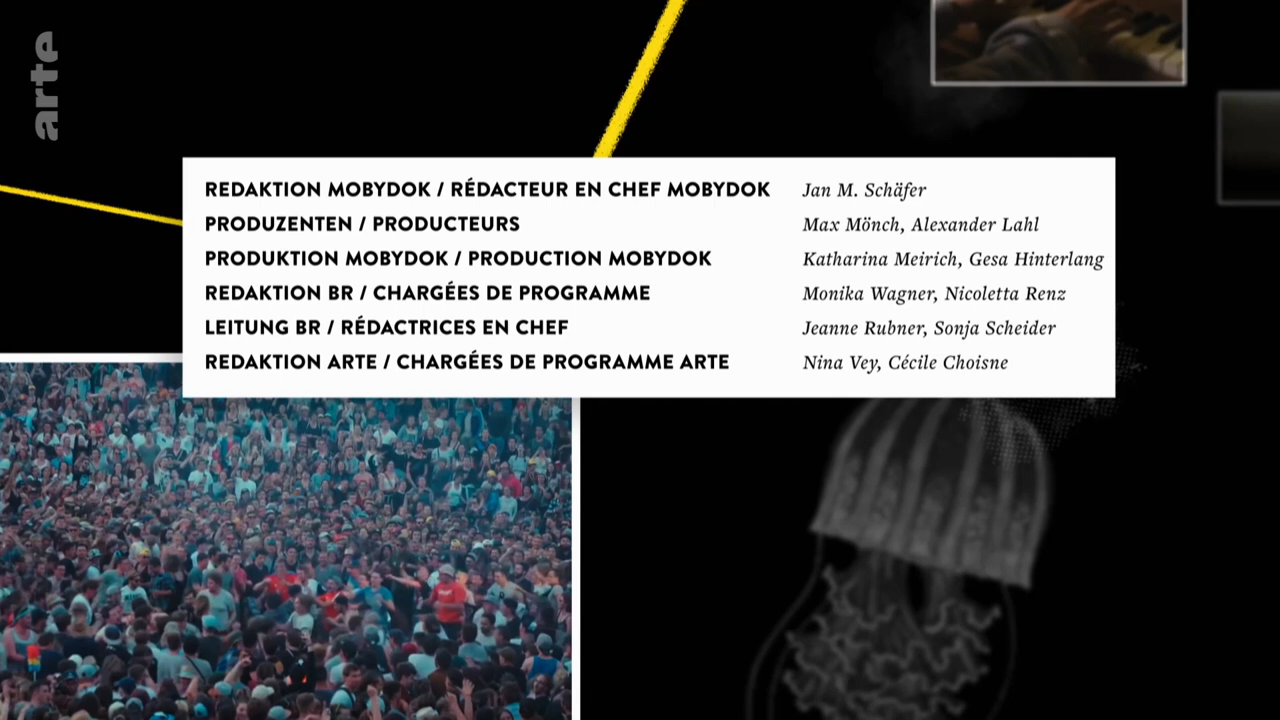 arte
REDAKTION MOBYDOK / RÉDACTEUR EN CHEF MOBYDOK Jan M. Schäfer
PRODUZENTEN / PRODUCTEURS Max Mönch, Alexander Lahl
PRODUKTION MOBYDOK / PRODUCTION MOBYDOK Katharina Meirich, Gesa Hinterlang
REDAKTION BR / CHARGÉES DE PROGRAMME Monika Wagner, Nicoletta Renz
LEITUNG BR / RÉDACTRICES EN CHEF Jeanne Rubner, Sonja Scheider
REDAKTION ARTE / CHARGÉES DE PROGRAMME ARTE Nina Vey, Cécile Choisne